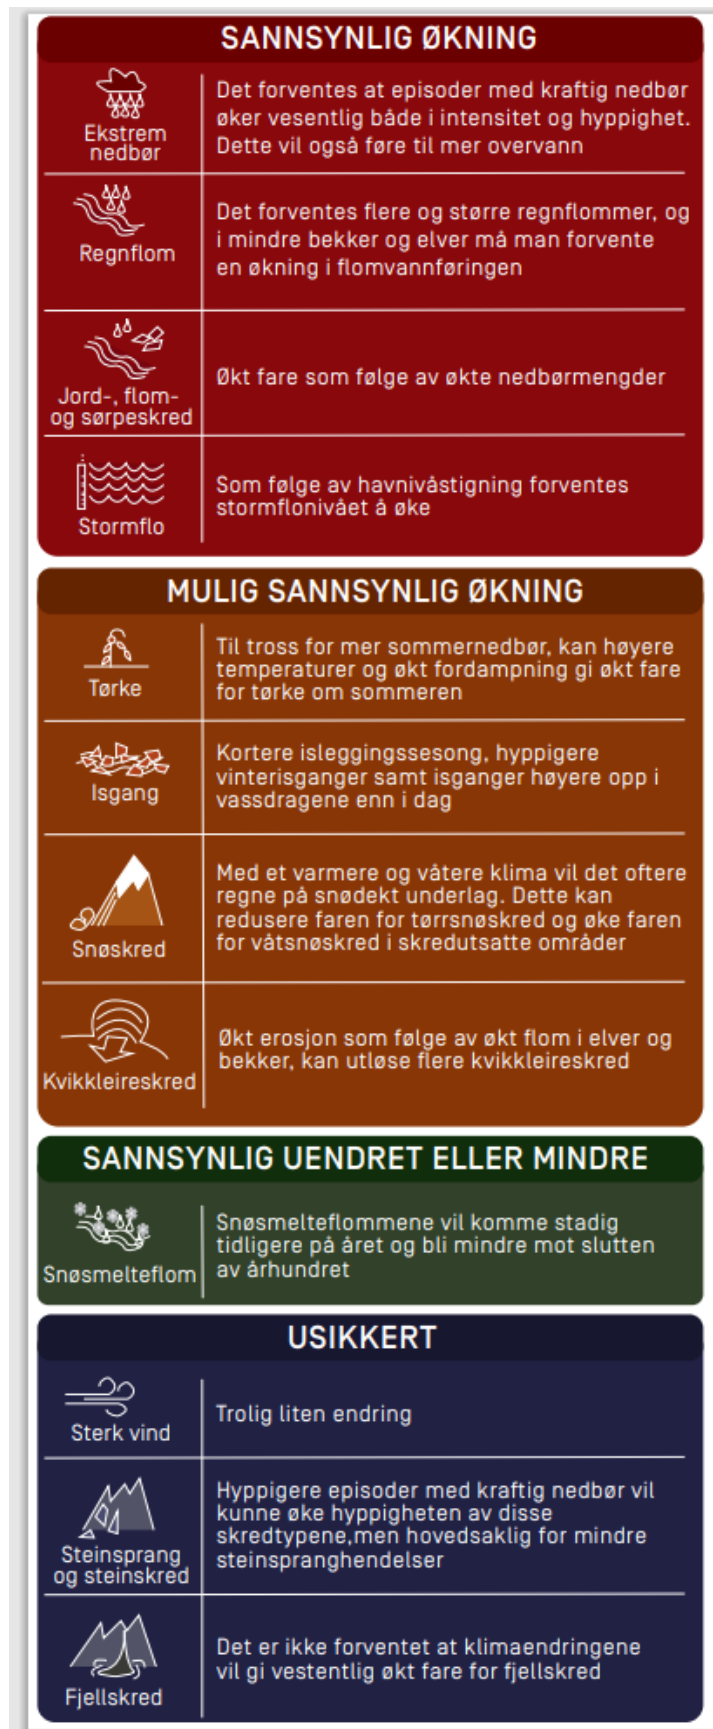 SANNSYNLIG ØKNING
Ekstrem
nedbør
Det forventes at episoder med kraftig nedbør
øker vesentlig både i intensitet og hyppighet.
Dette vil også føre til mer overvann
Regnflom
Det forventes flere og større regnflommer, og
i mindre bekker og elver må man forvente
en økning i flomvannføringen
Jord-, flom-
og sørpeskred
Økt fare som følge av økte nedbørmengder
Stormflo
Som følge av havnivåstigning forventes
stormflonivået å øke
MULIG SANNSYNLIG ØKNING
Tørke
Til tross for mer sommernedbør, kan høyere
temperaturer og økt fordampning gi økt fare
for tørke om sommeren
Isgang
Kortere isleggingssesong, hyppigere
vinterisganger samt isganger høyere opp i
vassdragene enn i dag
Snøskred
Med et varmere og våtere klima vil det oftere
regne på snødekt underlag. Dette kan
redusere faren for tørrsnøskred og øke faren
for våtsnøskred i skredutsatte områder
Kvikkleireskred
Økt erosjon som følge av økt flom i elver og
bekker, kan utløse flere kvikkleireskred
SANNSYNLIG UENDRET ELLER MINDRE
Snøsmelteflom
Snøsmelteflommene vil komme stadig
tidligere på året og bli mindre mot slutten
av århundret
USIKKERT
Sterk vind
Trolig liten endring
Steinsprang
og steinskred
Hyppigere episoder med kraftig nedbør vil
kunne øke hyppigheten av disse
skredtypene,men hovedsaklig for mindre
steinspranghendelser
Fjellskred
Det er ikke forventet at klimaendringene
vil gi vestentlig økt fare for fjellskred